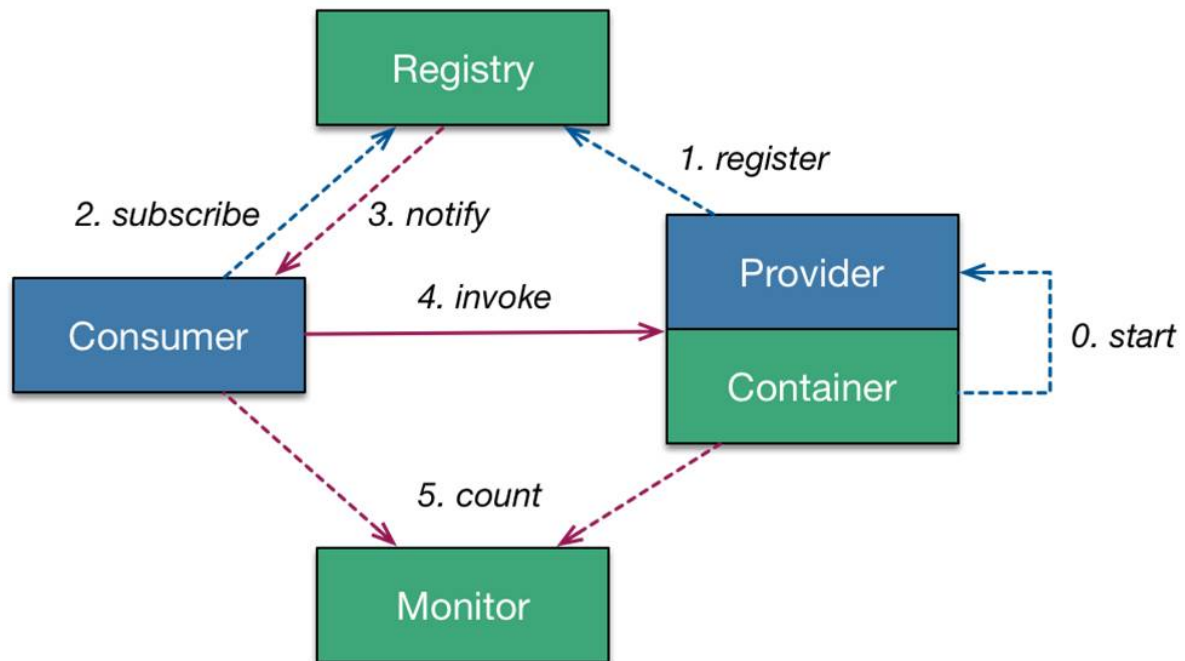 Registry
1. register
2. subscribe
3. notify
Provider
4. invoke
Consumer
0. start
Container
5. count
Monitor